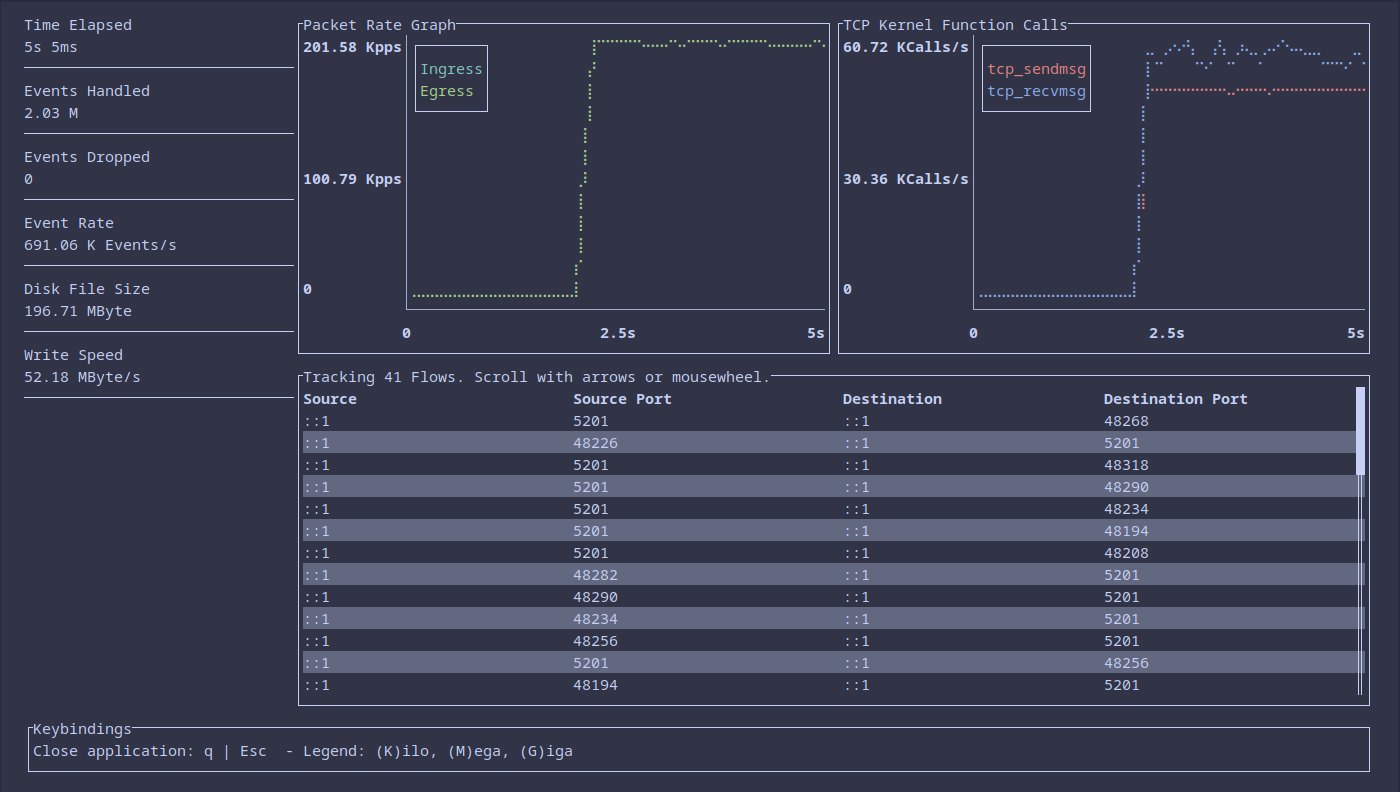 Time Elapsed
5s 5ms
Events Handled
2.03 M
Events Dropped
0
Event Rate
691.06 K Events/s
Disk File Size
196.71 MByte
Write Speed
52.18 MByte/s
Packet Rate Graph
201.58 Kpps
Ingress
Egress
100.79 Kpps
0
0 2.5s 5s
TCP Kernel Function Calls
60.72 KCalls/s
tcp_sendmsg
tcp_recvmsg
30.36 KCalls/s
0
0 2.5s 5s
Tracking 41 Flows. Scroll with arrows or mousewheel.
Source Source Port Destination Destination Port
::1 5201 ::1 48268
::1 48226 ::1 5201
::1 5201 ::1 48318
::1 5201 ::1 48290
::1 5201 ::1 48234
::1 5201 ::1 48194
::1 5201 ::1 48208
::1 48282 ::1 5201
::1 48290 ::1 5201
::1 48234 ::1 5201
::1 48256 ::1 5201
::1 5201 ::1 48256
::1 48194 ::1 5201
Keybindings
Close application: q | Esc  - Legend: (K)ilo, (M)ega, (G)iga